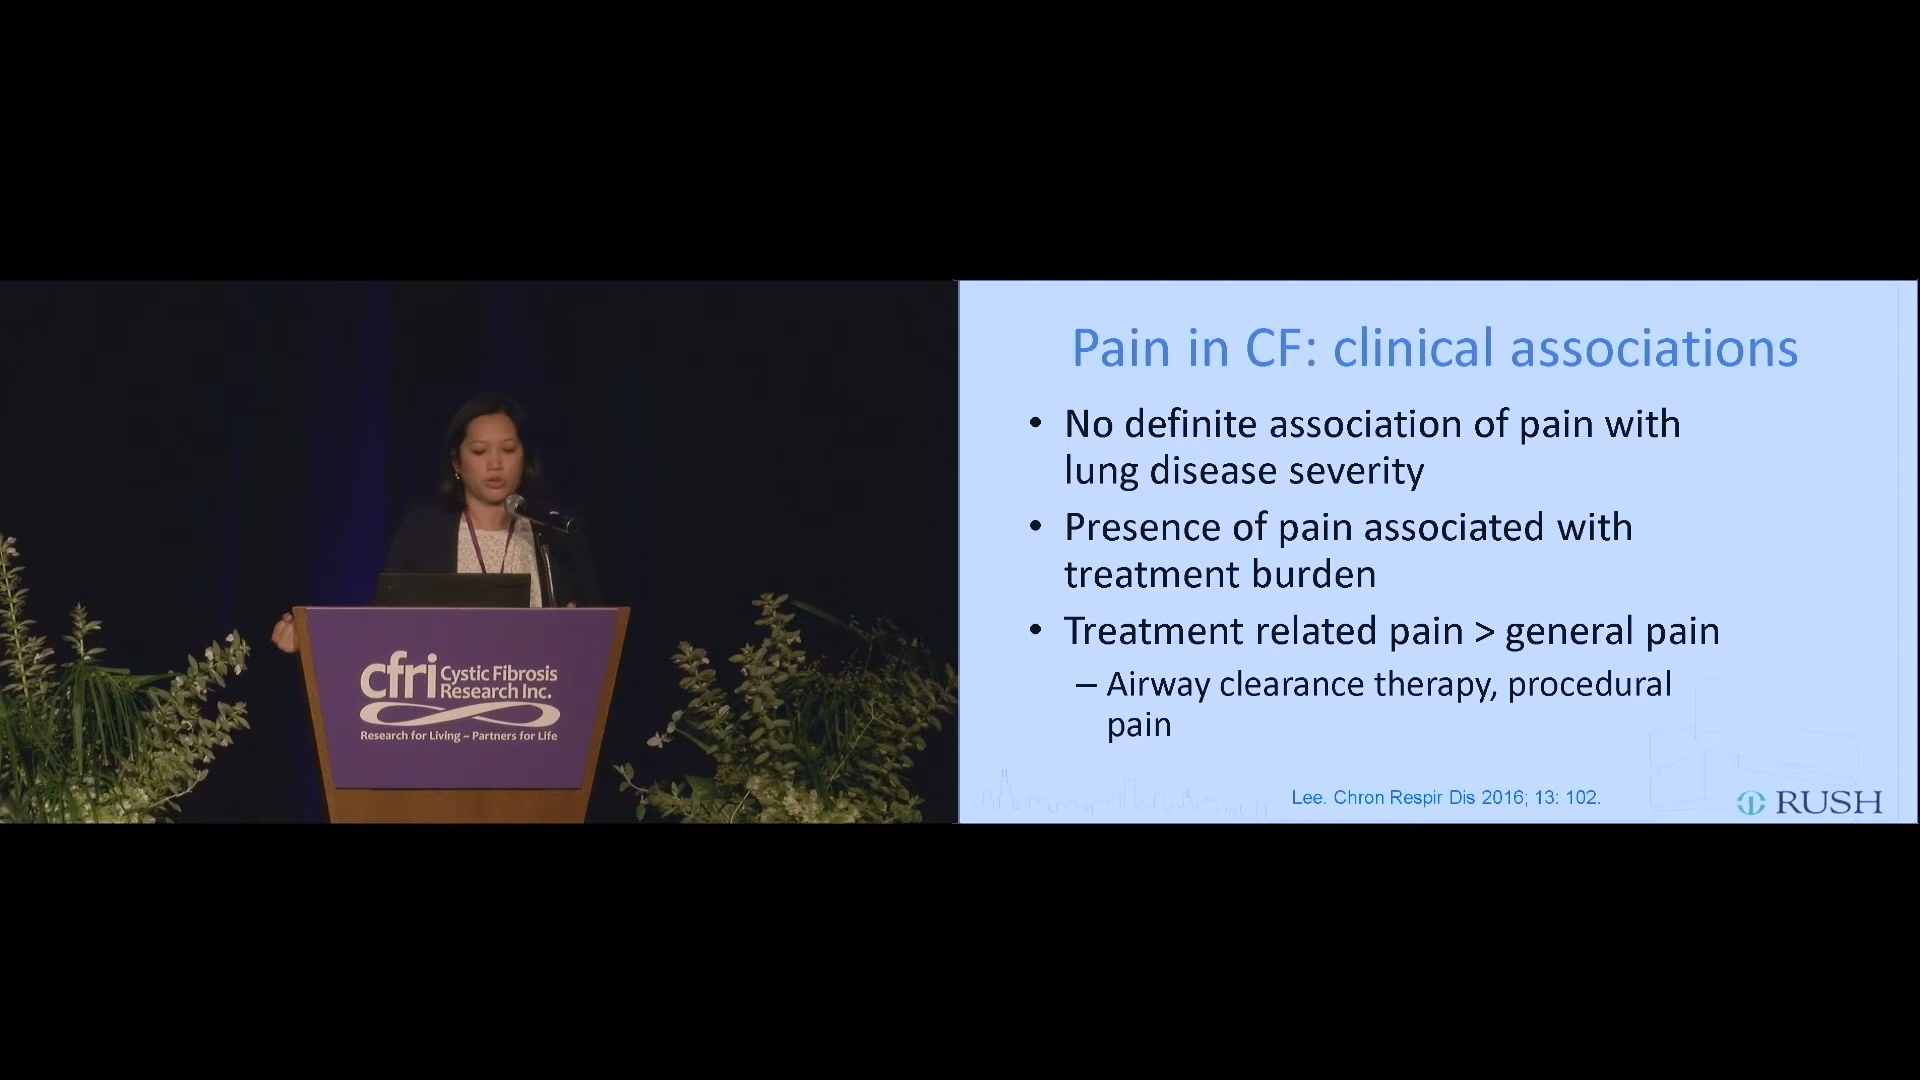 cfri Cystic Fibrosis
Research Inc.
Research for Living ~ Partners for Life
Pain in CF: clinical associations
• No definite association of pain with
lung disease severity
• Presence of pain associated with
treatment burden
• Treatment related pain > general pain
– Airway clearance therapy, procedural
pain
Lee. Chron Respir Dis 2016; 13: 102.
RUSH